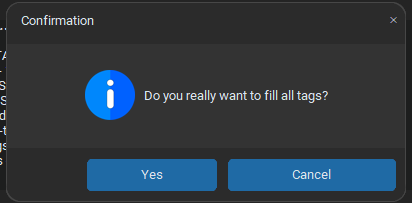 Confirmation
Do you really want to fill all tags?
Yes
Cancel